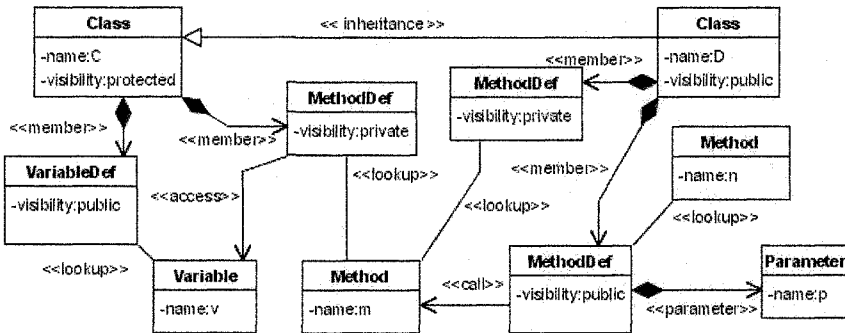 Class
-name:C
-visibility:protected
<< inheritance >>
Class
-name:D
-visibility:public
<<member>>
MethodDef
-visibility:private
MethodDef
-visibility:private
<<member>>
<<member>>
VariableDef
-visibility:public
<<access>>
<<lookup>>
<<member>>
<<lookup>>
Method
-name:n
<<lookup>>
<<lookup>>
Variable
-name:v
Method
-name:m
<<call>>
MethodDef
-visibility:public
<<parameter>>
Parameter
-name:p